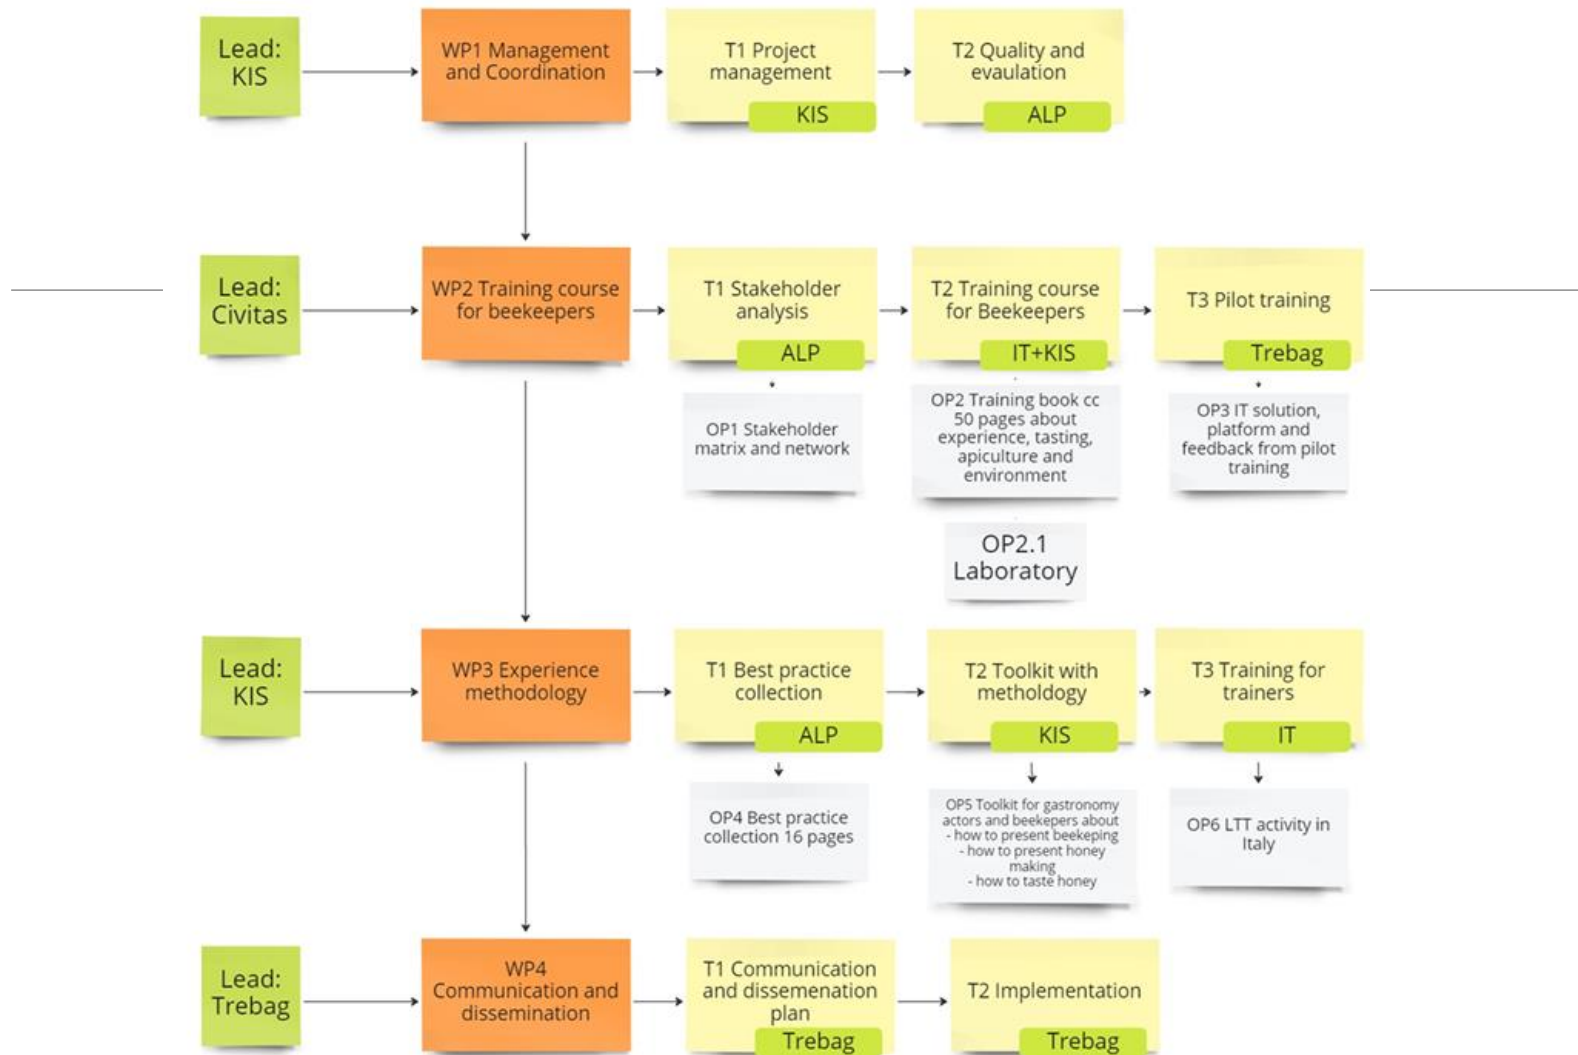 Lead:
KIS
WP1 Management
and Coordination
T1 Project
management
KIS
T2 Quality and
evaulation
ALP
Lead:
Civitas
WP2 Training course
for beekeepers
T1 Stakeholder
analysis
ALP
T2 Training course
for Beekeepers
IT+KIS
T3 Pilot training
Trebag
OP1 Stakeholder
matrix and network
OP2 Training book cc
50 pages about
experience, tasting,
apiculture and
environment
OP3 IT solution,
platform and
feedback from pilot
training
OP2.1
Laboratory
Lead:
KIS
WP3 Experience
methodology
T1 Best practice
collection
ALP
T2 Toolkit with
metholdogy
KIS
T3 Training for
trainers
IT
OP4 Best practice
collection 16 pages
OP5 Toolkit for gastronomy
actors and beekepers about
- how to present beekeping
- how to present honey
making
- how to taste honey
OP6 LTT activity in
Italy
Lead:
Trebag
WP4
Communication and
dissemination
T1 Communication
and dissemenation
plan
Trebag
T2 Implementation
Trebag